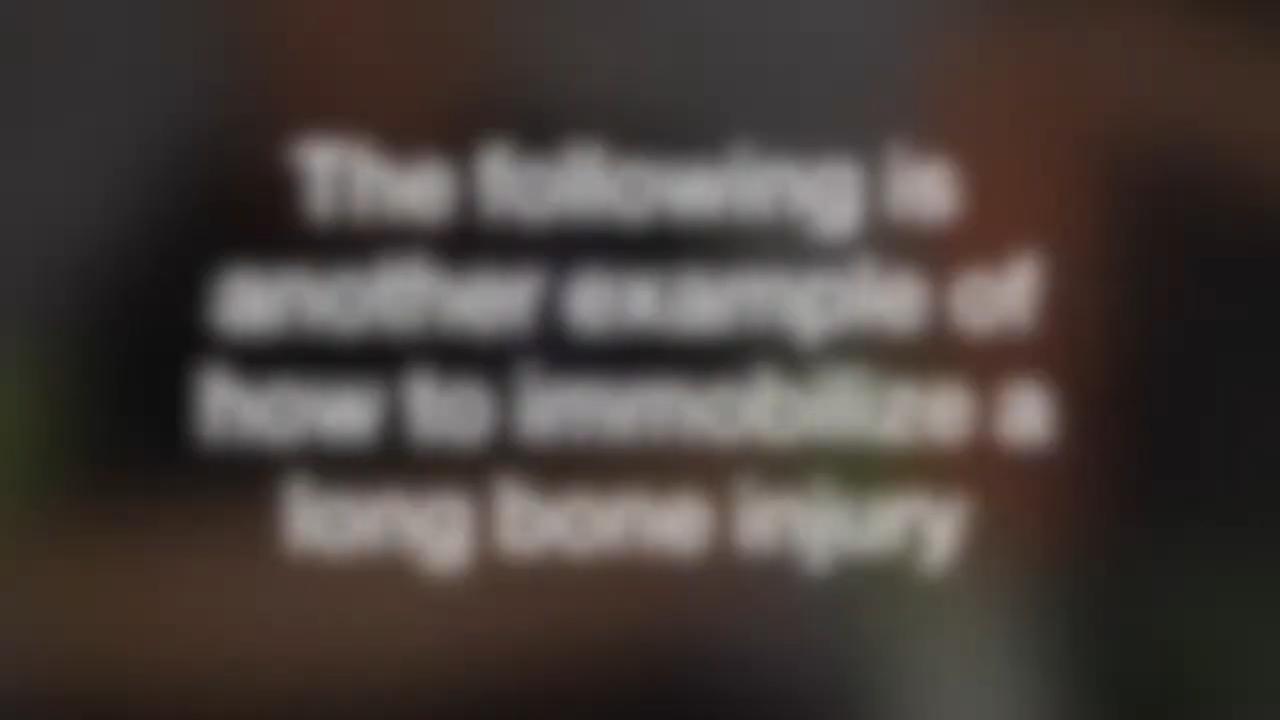 The following is
another example of
how to immobilize a
long bone injury